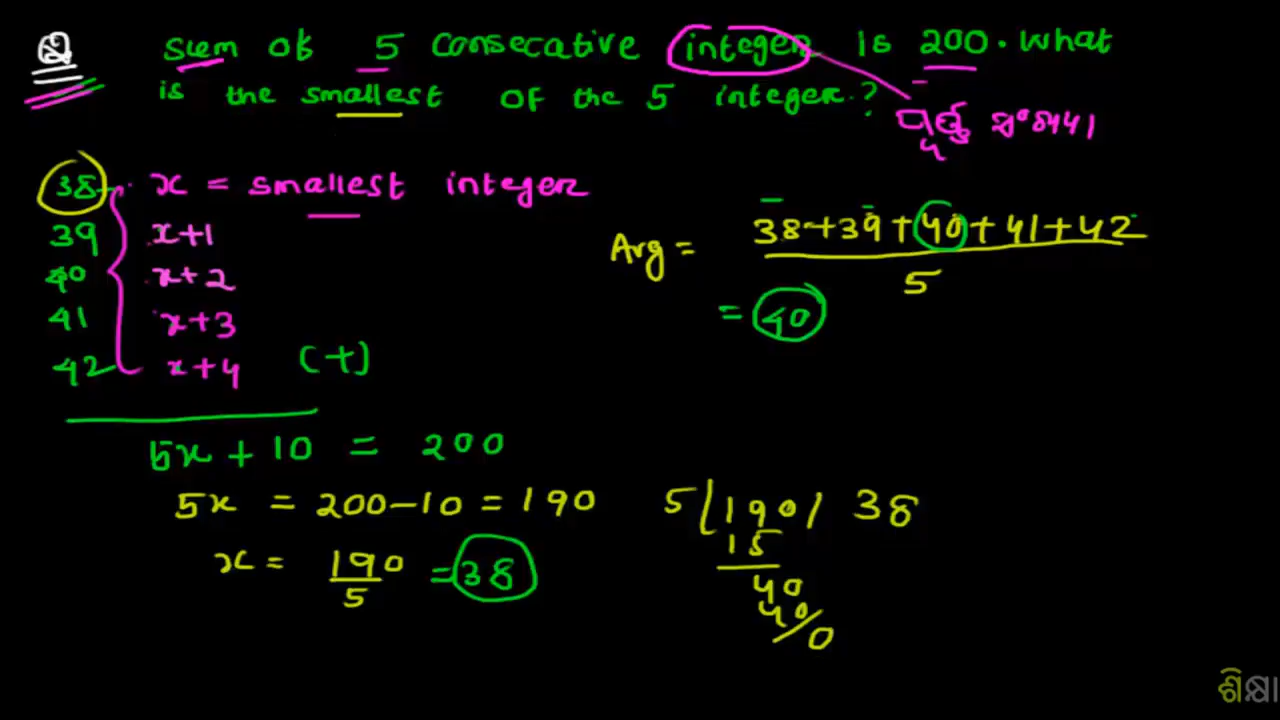 Q Sum of 5 consecative integer is 200. What
is the smallest of the 5 integer.?
ପୂର୍ଣ୍ଣ ସଂଖ୍ୟା
38 x = smallest integer
39 x+1
40 x+2
41 x+3
42 x+4 (+)
5x + 10 = 200
5x = 200-10 = 190
x = 190/5 = 38
Avg = 38+39+40+41+42
5
= 40
5 ( 190 ) 38
15
40
40
0
ଶିକ୍ଷା